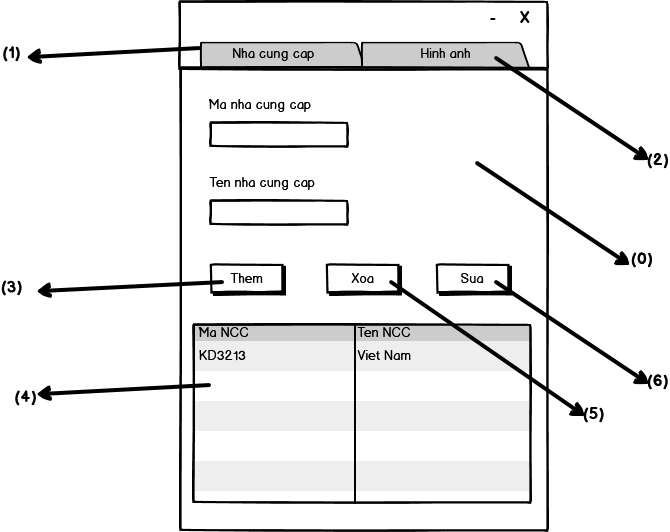 - X
(1)
Nha cung cap
Hinh anh
Ma nha cung cap
(2)
Ten nha cung cap
(0)
(3)
Them
Xoa
Sua
Ma NCC
Ten NCC
KD3213
Viet Nam
(6)
(4)
(5)